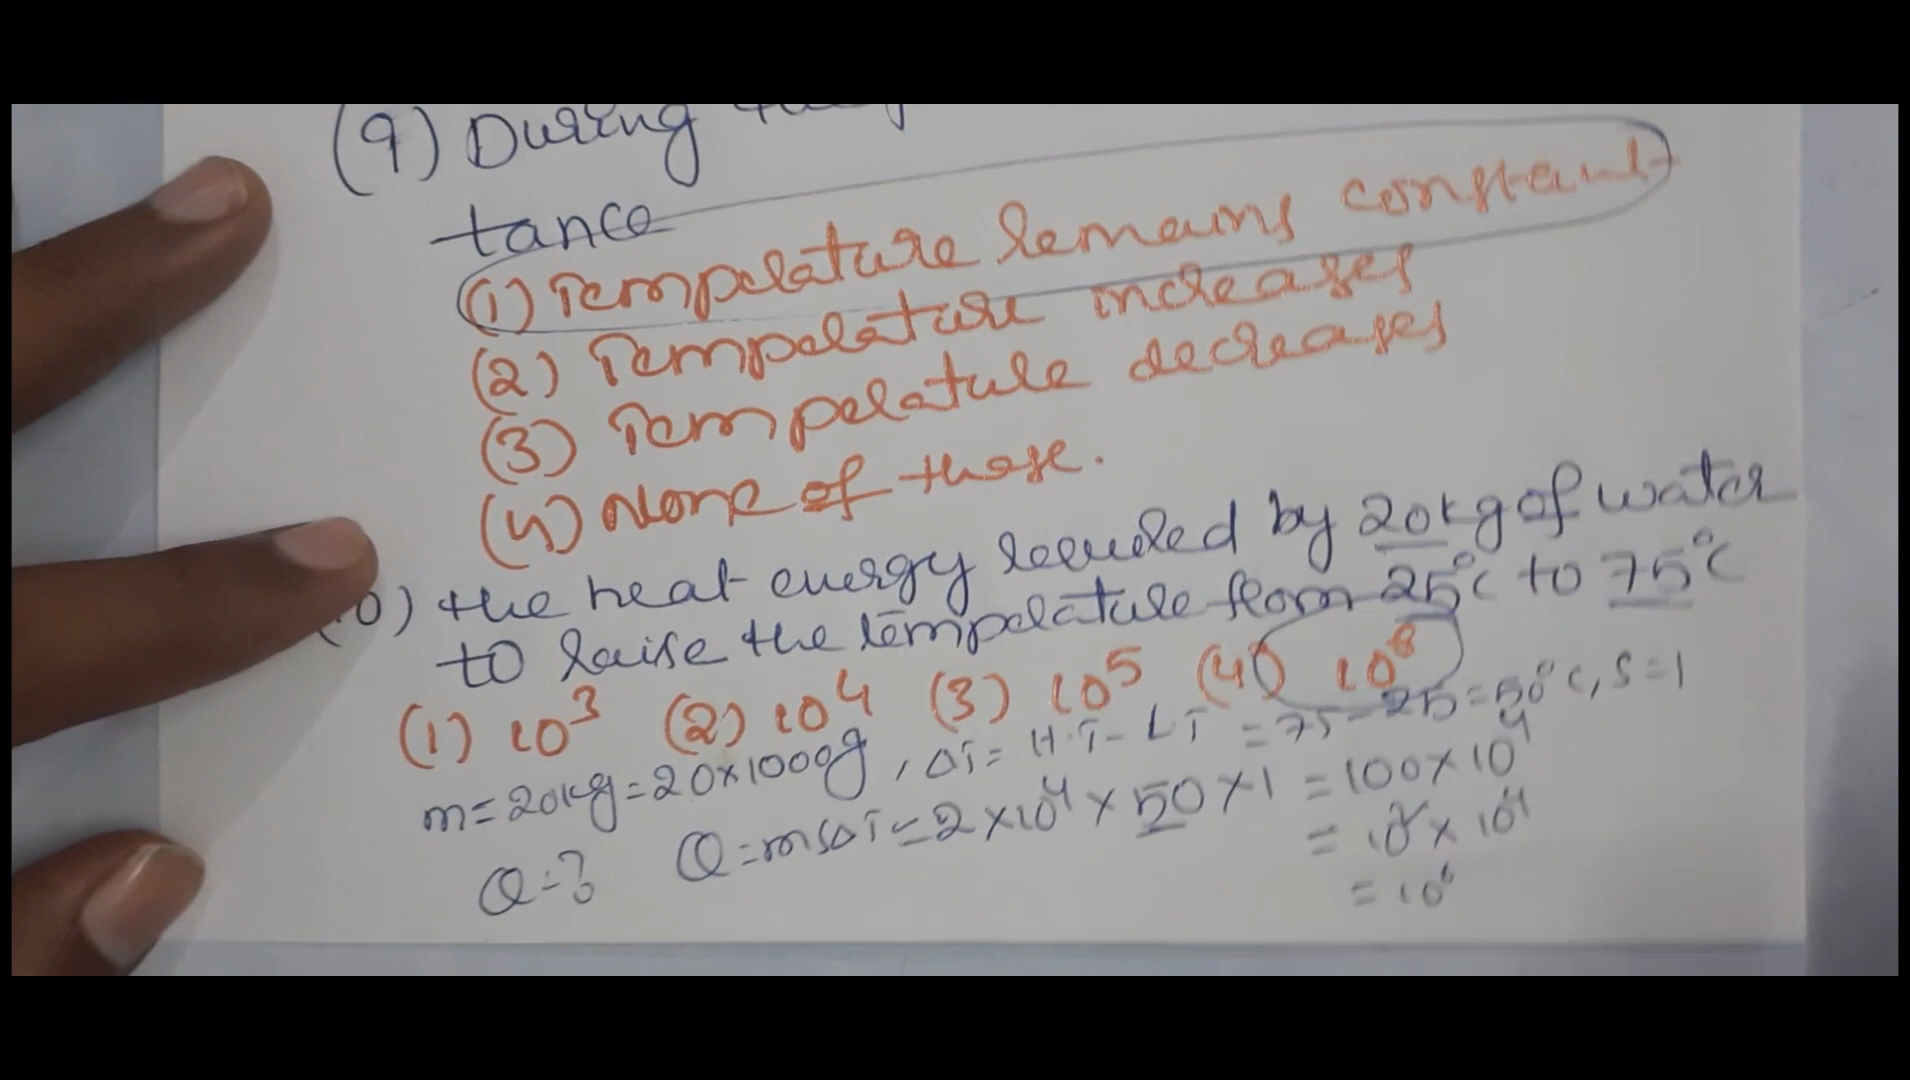 (9) During
tance
(1) Temperature remains constant
(2) Temperature increases
(3) Temperature decreases
(4) None of these.
0) the heat energy required by 20kg of water
to raise the temperature from 25°C to 75°C
(1) 10³ (2) 10⁴ (3) 10⁵ (4) 10⁶
m=20kg=20×1000g, ΔT= H.T-LT =75-25=50°C, S=1
Q=? Q=msΔT=2×10⁴×50×1 =100×10⁴
=10²×10⁴
=10⁶